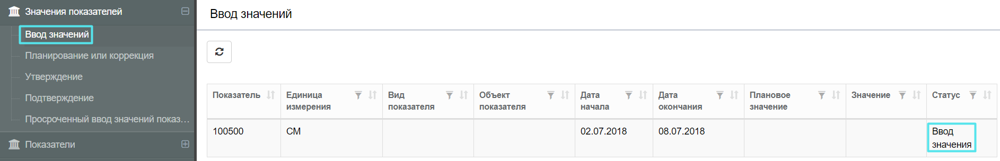 Значения показателей
Ввод значений
Планирование или коррекция
Утверждение
Подтверждение
Просроченный ввод значений показ...
Показатели
Ввод значений
Показатель
Единица
измерения
Вид
показателя
Объект
показателя
Дата
начала
Дата
окончания
Плановое
значение
Значение
Статус
100500
СМ
02.07.2018
08.07.2018
Ввод
значения